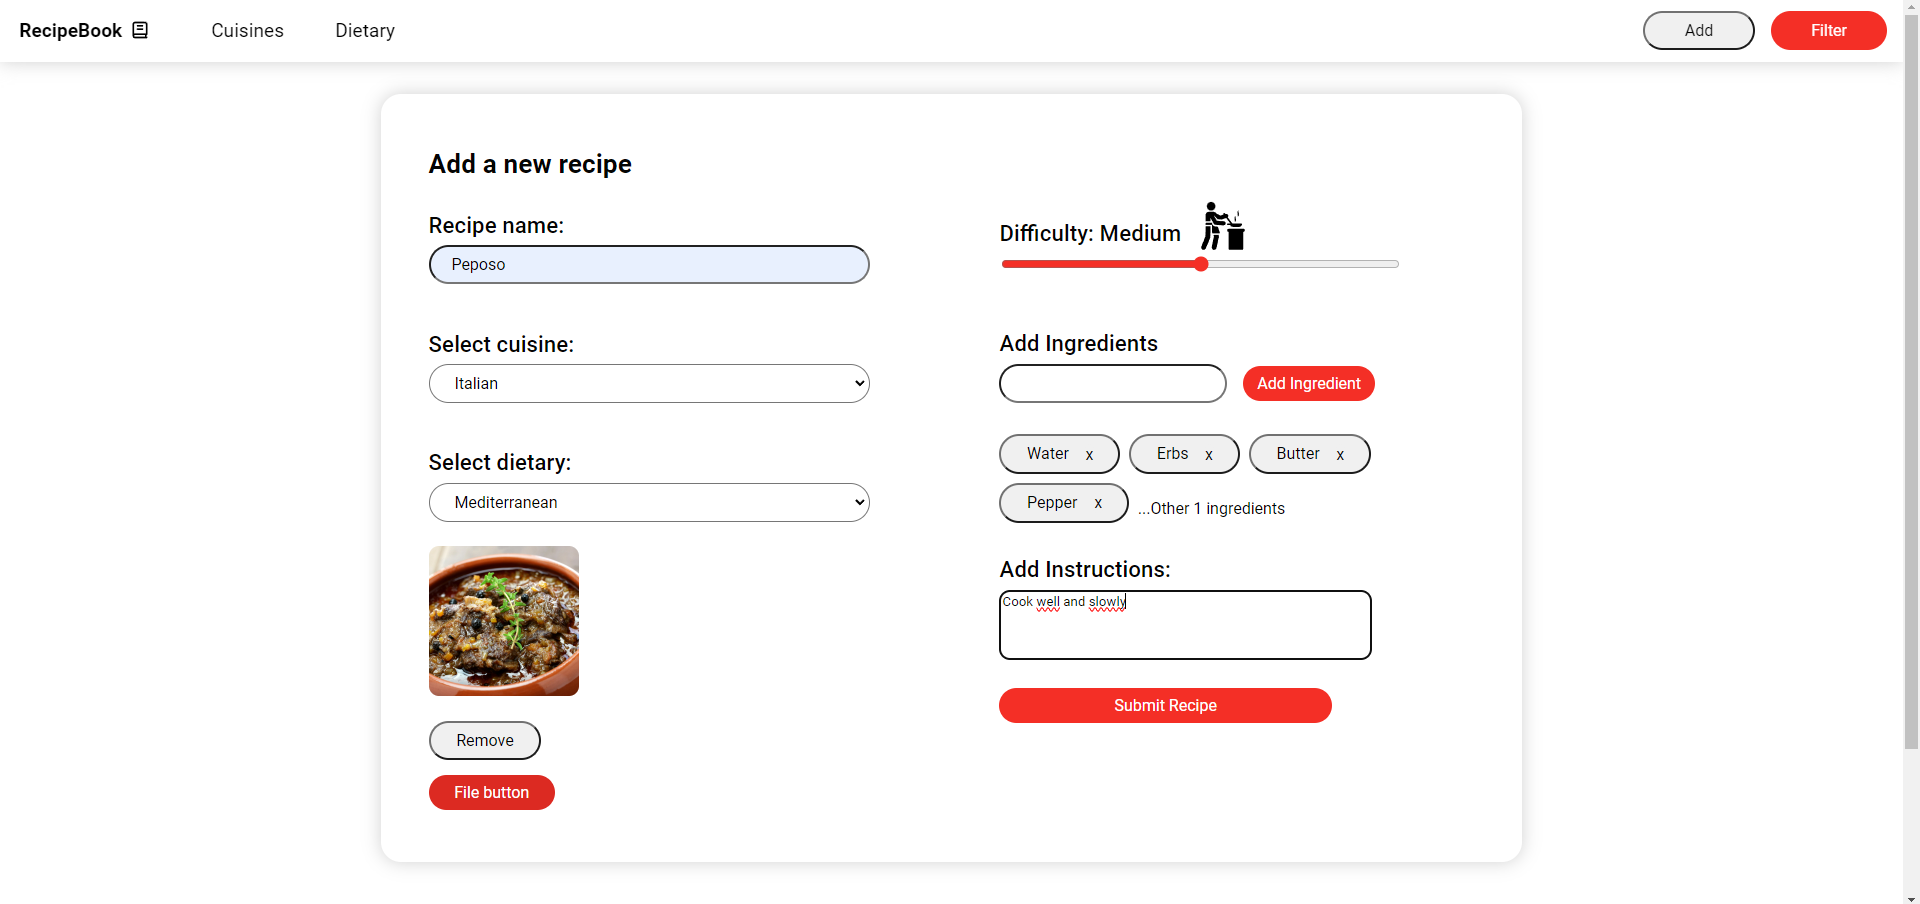 RecipeBook Cuisines Dietary Add Filter
Add a new recipe
Recipe name:
Peposo
Select cuisine:
Italian
Select dietary:
Mediterranean
Remove
File button
Difficulty: Medium
Add Ingredients
Add Ingredient
Water x Erbs x Butter x
Pepper x ...Other 1 ingredients
Add Instructions:
Cook well and slowly
Submit Recipe